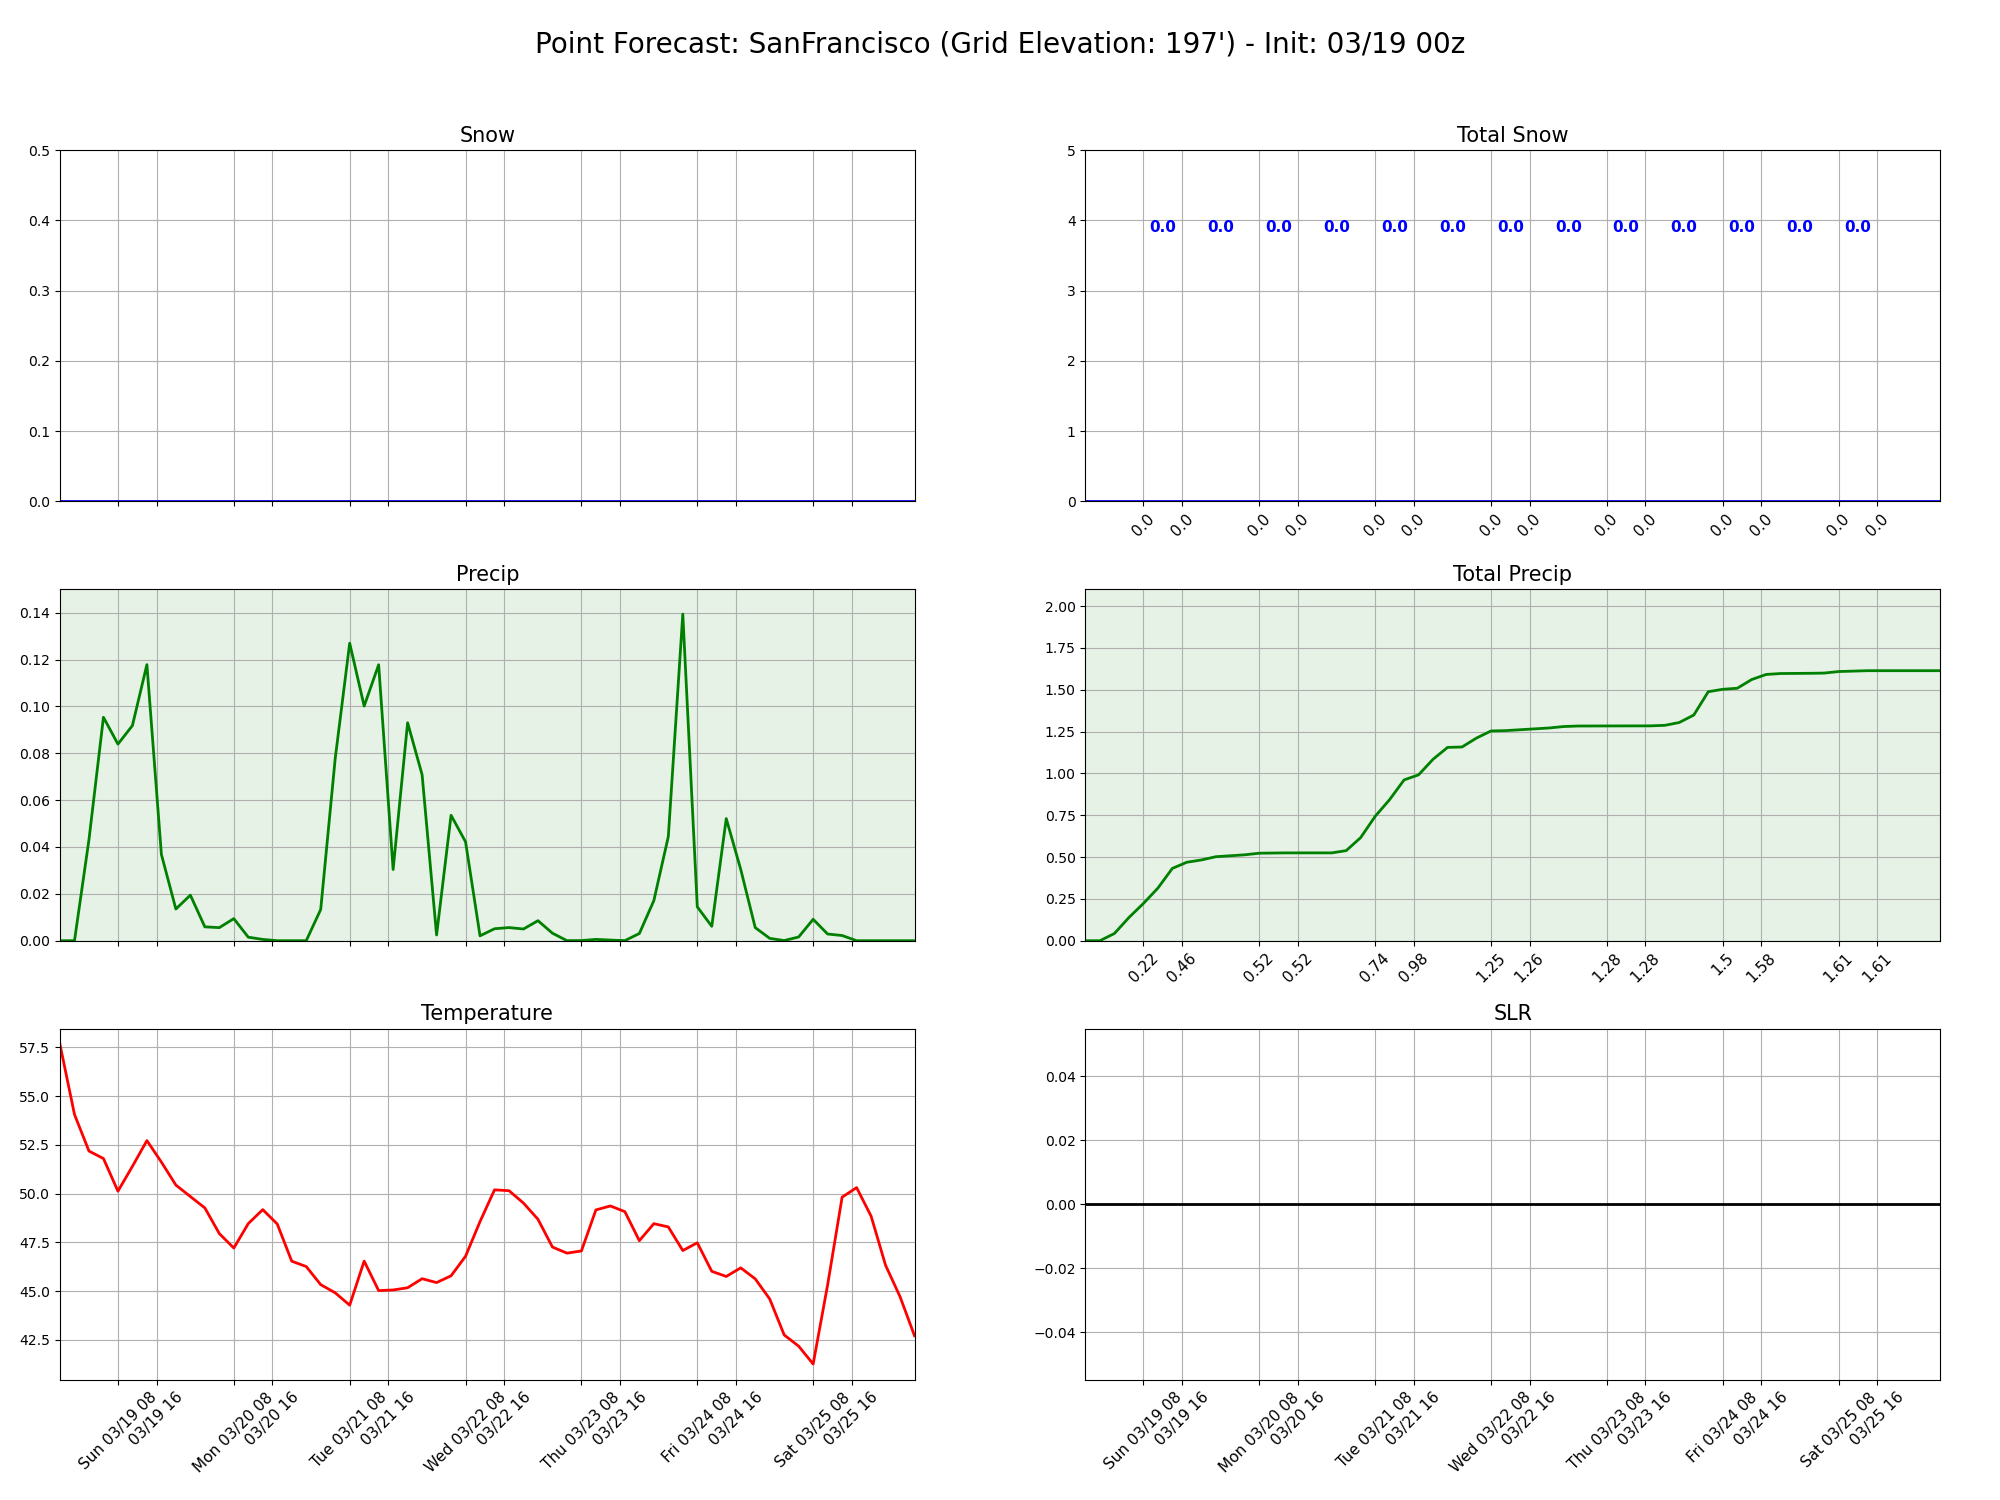 Point Forecast: SanFrancisco (Grid Elevation: 197') - Init: 03/19 00z
Snow
0.5
0.4
0.3
0.2
0.1
0.0
Total Snow
5
4
3
2
1
0
0.0 0.0 0.0 0.0 0.0 0.0 0.0 0.0 0.0 0.0 0.0 0.0 0.0
0.0 0.0 0.0 0.0 0.0 0.0 0.0 0.0 0.0 0.0 0.0 0.0 0.0 0.0
Precip
0.14
0.12
0.10
0.08
0.06
0.04
0.02
0.00
Total Precip
2.00
1.75
1.50
1.25
1.00
0.75
0.50
0.25
0.00
0.22 0.46 0.52 0.52 0.74 0.98 1.25 1.26 1.28 1.28 1.5 1.58 1.61 1.61
Temperature
57.5
55.0
52.5
50.0
47.5
45.0
42.5
Sun 03/19 08
03/19 16
Mon 03/20 08
03/20 16
Tue 03/21 08
03/21 16
Wed 03/22 08
03/22 16
Thu 03/23 08
03/23 16
Fri 03/24 08
03/24 16
Sat 03/25 08
03/25 16
SLR
0.04
0.02
0.00
−0.02
−0.04
Sun 03/19 08
03/19 16
Mon 03/20 08
03/20 16
Tue 03/21 08
03/21 16
Wed 03/22 08
03/22 16
Thu 03/23 08
03/23 16
Fri 03/24 08
03/24 16
Sat 03/25 08
03/25 16